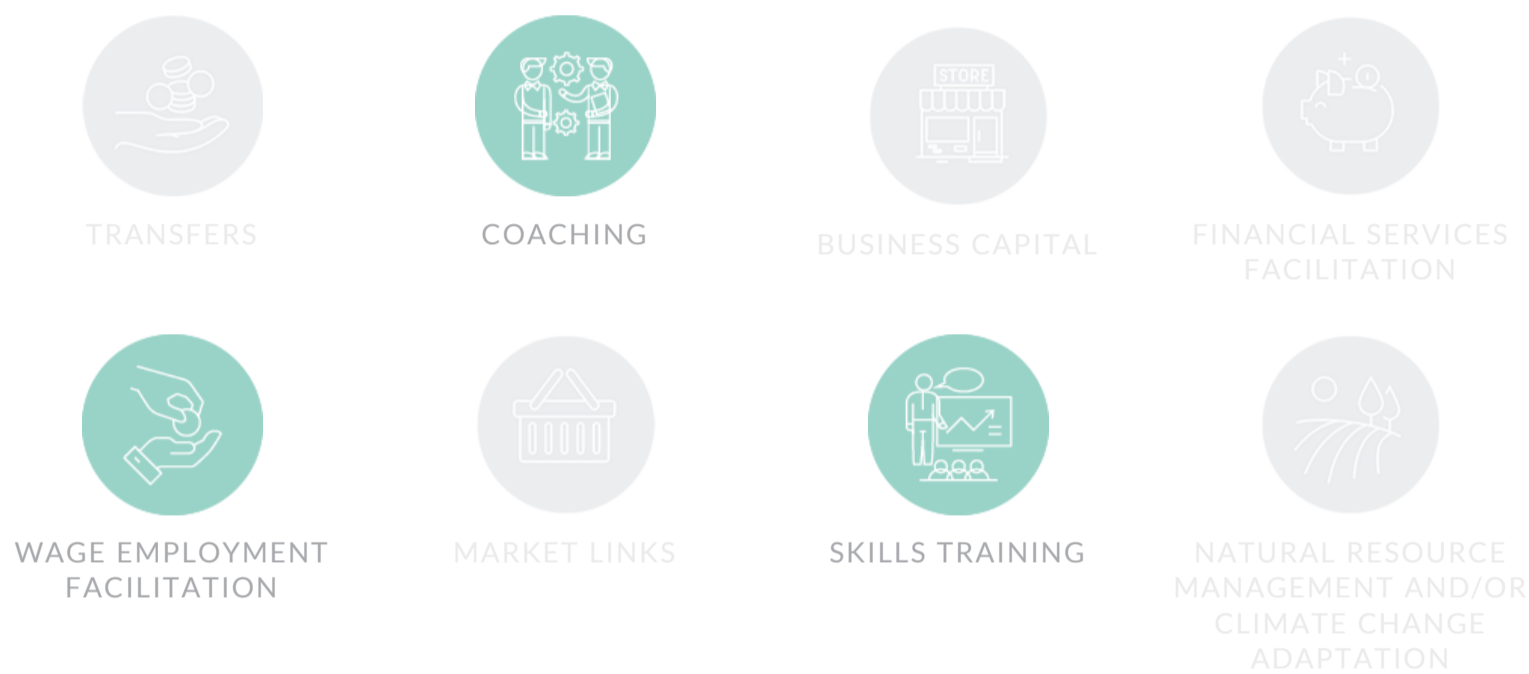 STORE
TRANSFERS
COACHING
BUSINESS CAPITAL
FINANCIAL SERVICES
FACILITATION
WAGE EMPLOYMENT
FACILITATION
MARKET LINKS
SKILLS TRAINING
NATURAL RESOURCE
MANAGEMENT AND/OR
CLIMATE CHANGE
ADAPTATION